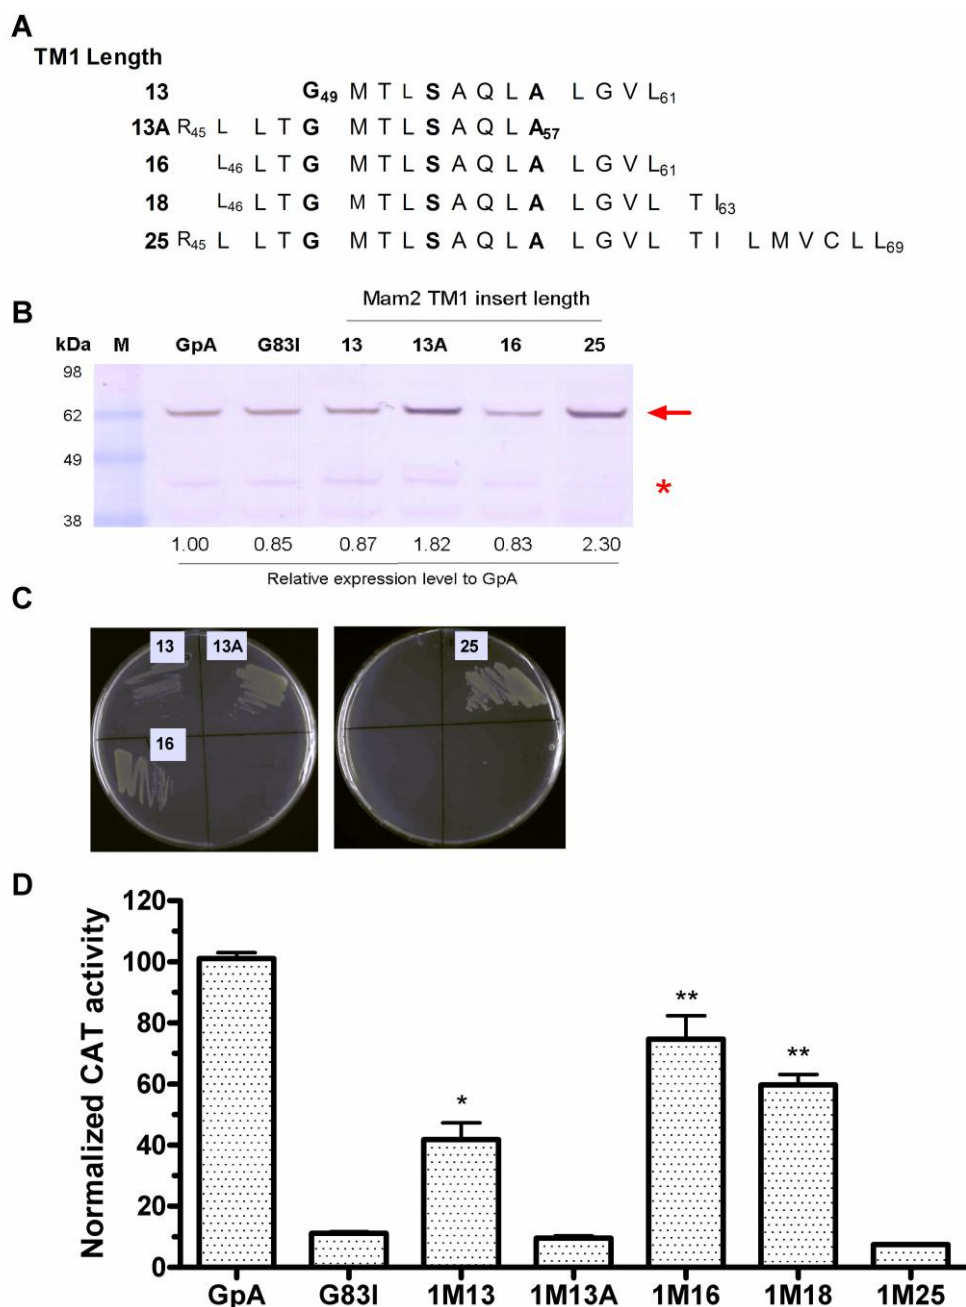 A
TM1 Length
13 G49 M T L S A Q L A L G V L61
13A R45 L L T G M T L S A Q L A57
16 L46 L T G M T L S A Q L A L G V L61
18 L46 L T G M T L S A Q L A L G V L T I63
25 R45 L L T G M T L S A Q L A L G V L T I L M V C L L69
B
Mam2 TM1 insert length
kDa M GpA G83I 13 13A 16 25
98
62
49
*
38
1.00 0.85 0.87 1.82 0.83 2.30
Relative expression level to GpA
C
13 13A 25
16
D
Normalized CAT activity
120
100
80
60
40
20
0
* ** **
GpA G83I 1M13 1M13A 1M16 1M18 1M25